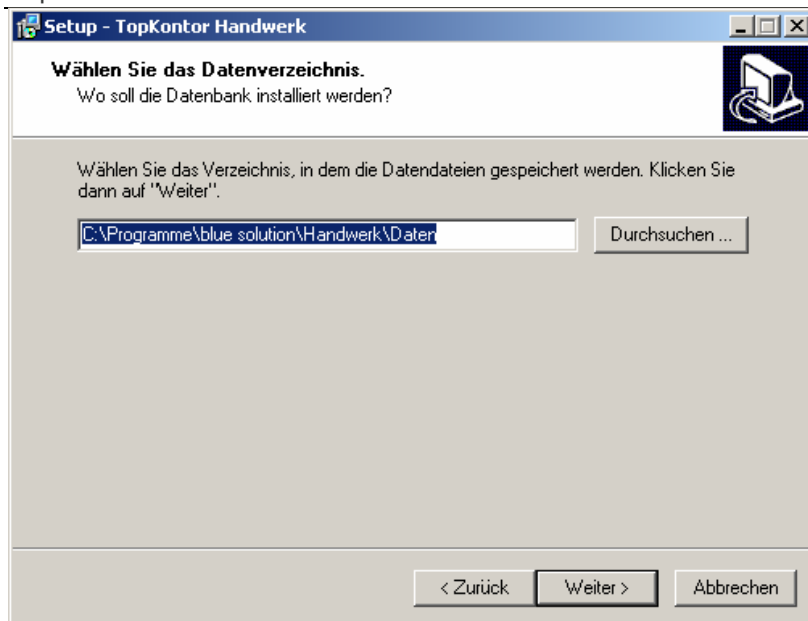 Setup - TopKontor Handwerk
Wählen Sie das Datenverzeichnis.
Wo soll die Datenbank installiert werden?
Wählen Sie das Verzeichnis, in dem die Datendateien gespeichert werden. Klicken Sie
dann auf "Weiter".
C:\Programme\blue solution\Handwerk\Daten
Durchsuchen ...
< Zurück
Weiter >
Abbrechen